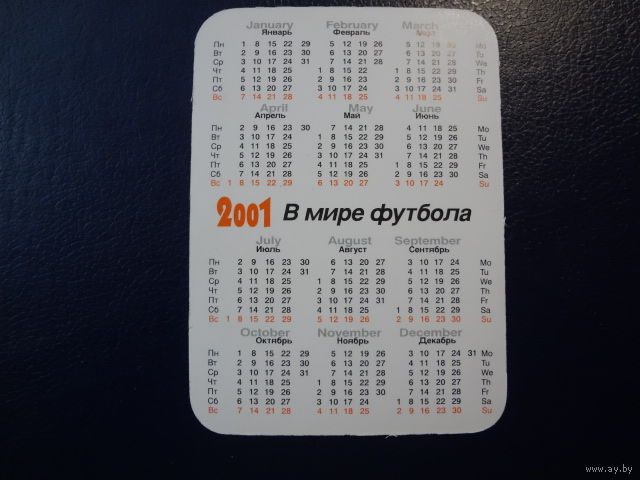 January February March
Январь Февраль Март
Пн 1 8 15 22 29 5 12 19 26 5 12 19 26 Mo
Вт 2 9 16 23 30 6 13 20 27 6 13 20 27 Tu
Ср 3 10 17 24 31 7 14 21 28 7 14 21 28 We
Чт 4 11 18 25 1 8 15 22 1 8 15 22 29 Th
Пт 5 12 19 26 2 9 16 23 2 9 16 23 30 Fr
Сб 6 13 20 27 3 10 17 24 3 10 17 24 31 Sa
Вс 7 14 21 28 4 11 18 25 4 11 18 25 Su
April May June
Апрель Май Июнь
Пн 2 9 16 23 30 7 14 21 28 4 11 18 25 Mo
Вт 3 10 17 24 1 8 15 22 29 5 12 19 26 Tu
Ср 4 11 18 25 2 9 16 23 30 6 13 20 27 We
Чт 5 12 19 26 3 10 17 24 31 7 14 21 28 Th
Пт 6 13 20 27 4 11 18 25 1 8 15 22 29 Fr
Сб 7 14 21 28 5 12 19 26 2 9 16 23 30 Sa
Вс 1 8 15 22 29 6 13 20 27 3 10 17 24 Su
2001 В мире футбола
July August September
Июль Август Сентябрь
Пн 2 9 16 23 30 6 13 20 27 3 10 17 24 Mo
Вт 3 10 17 24 31 7 14 21 28 4 11 18 25 Tu
Ср 4 11 18 25 1 8 15 22 29 5 12 19 26 We
Чт 5 12 19 26 2 9 16 23 30 6 13 20 27 Th
Пт 6 13 20 27 3 10 17 24 31 7 14 21 28 Fr
Сб 7 14 21 28 4 11 18 25 1 8 15 22 29 Sa
Вс 1 8 15 22 29 5 12 19 26 2 9 16 23 30 Su
October November December
Октябрь Ноябрь Декабрь
Пн 1 8 15 22 29 5 12 19 26 3 10 17 24 31 Mo
Вт 2 9 16 23 30 6 13 20 27 4 11 18 25 Tu
Ср 3 10 17 24 31 7 14 21 28 5 12 19 26 We
Чт 4 11 18 25 1 8 15 22 29 6 13 20 27 Th
Пт 5 12 19 26 2 9 16 23 30 7 14 21 28 Fr
Сб 6 13 20 27 3 10 17 24 1 8 15 22 29 Sa
Вс 7 14 21 28 4 11 18 25 2 9 16 23 30 Su
www.ay.by